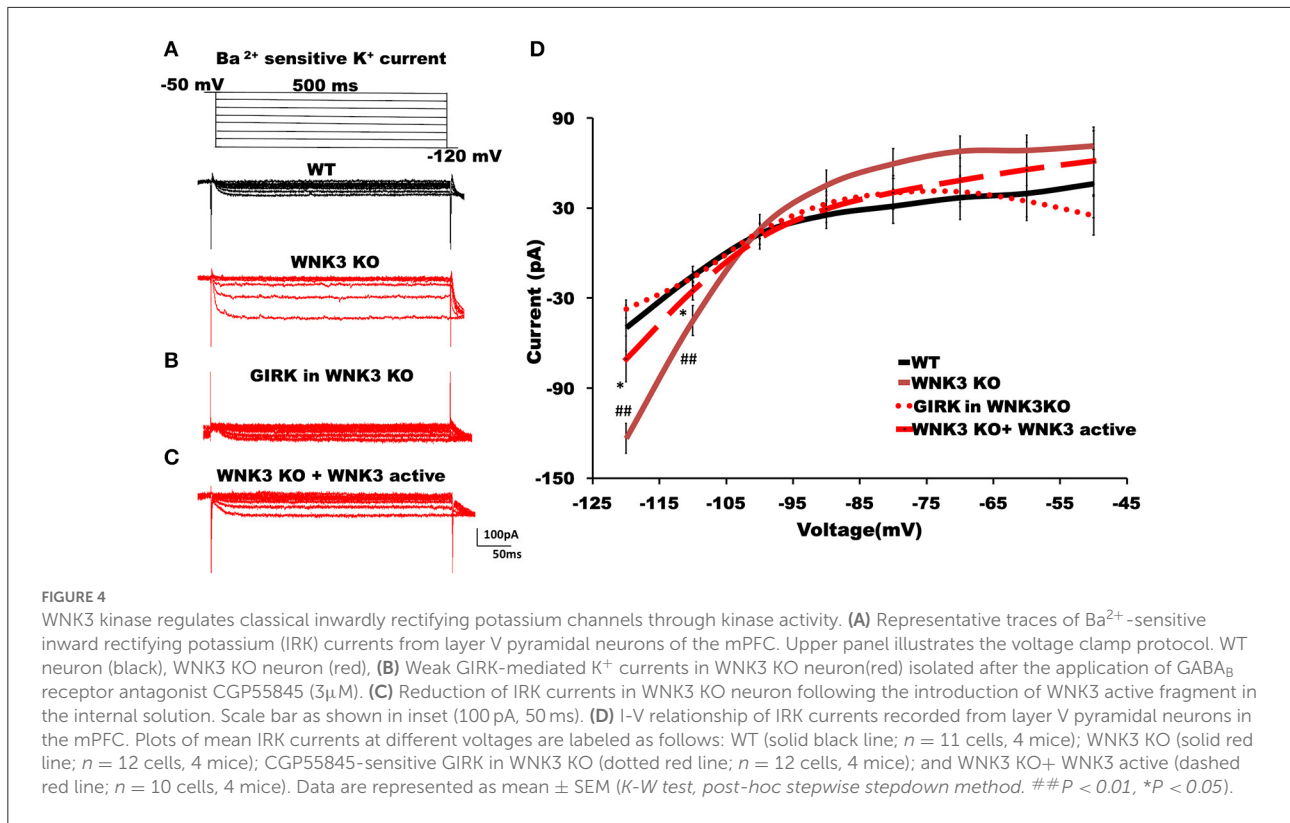 A
Ba 2+ sensitive K+ current
-50 mV 500 ms
-120 mV
WT
WNK3 KO
B
GIRK in WNK3 KO
C
WNK3 KO + WNK3 active
100pA
50ms
D
90
30
-30
-90
-150
Current (pA)
*
##
*
##
WT
WNK3 KO
GIRK in WNK3KO
WNK3 KO+ WNK3 active
-125 -115 -105 -95 -85 -75 -65 -55 -45
Voltage(mV)
FIGURE 4
WNK3 kinase regulates classical inwardly rectifying potassium channels through kinase activity. (A) Representative traces of Ba2+-sensitive
inward rectifying potassium (IRK) currents from layer V pyramidal neurons of the mPFC. Upper panel illustrates the voltage clamp protocol. WT
neuron (black), WNK3 KO neuron (red), (B) Weak GIRK-mediated K+ currents in WNK3 KO neuron(red) isolated after the application of GABAB
receptor antagonist CGP55845 (3μM). (C) Reduction of IRK currents in WNK3 KO neuron following the introduction of WNK3 active fragment in
the internal solution. Scale bar as shown in inset (100 pA, 50 ms). (D) I-V relationship of IRK currents recorded from layer V pyramidal neurons in
the mPFC. Plots of mean IRK currents at different voltages are labeled as follows: WT (solid black line; n = 11 cells, 4 mice); WNK3 KO (solid red
line; n = 12 cells, 4 mice); CGP55845-sensitive GIRK in WNK3 KO (dotted red line; n = 12 cells, 4 mice); and WNK3 KO+ WNK3 active (dashed
red line; n = 10 cells, 4 mice). Data are represented as mean ± SEM (K-W test, post-hoc stepwise stepdown method. ##P < 0.01, *P < 0.05).